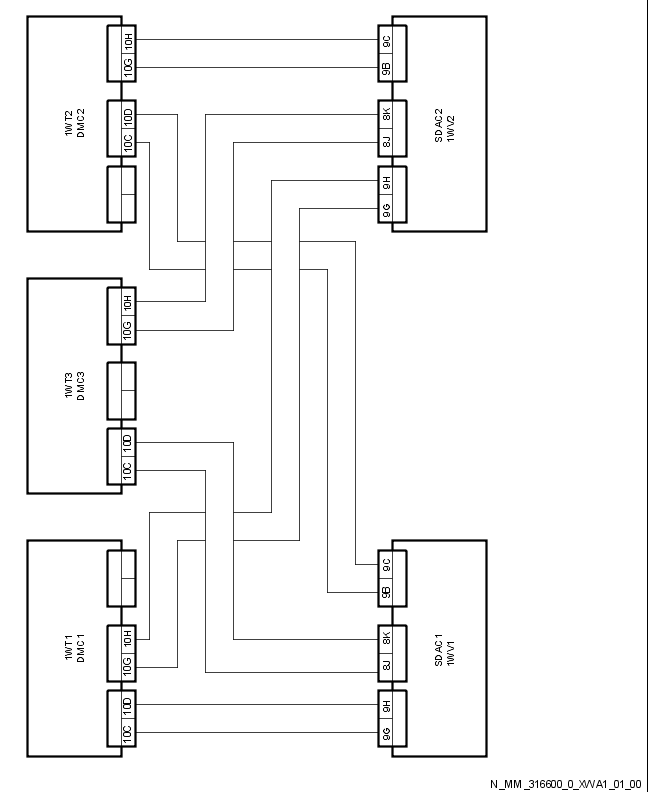 10H
10G
1WT2
DMC2
10D
10C
9C
9B
8K
8J
SDAC2
1WV2
9H
9G
10H
10G
1WT3
DMC3
10D
10C
1WT1
DMC1
10H
10G
10D
10C
9C
9B
8K
8J
SDAC1
1WV1
9H
9G
N_MM_316600_0_XWA1_01_00